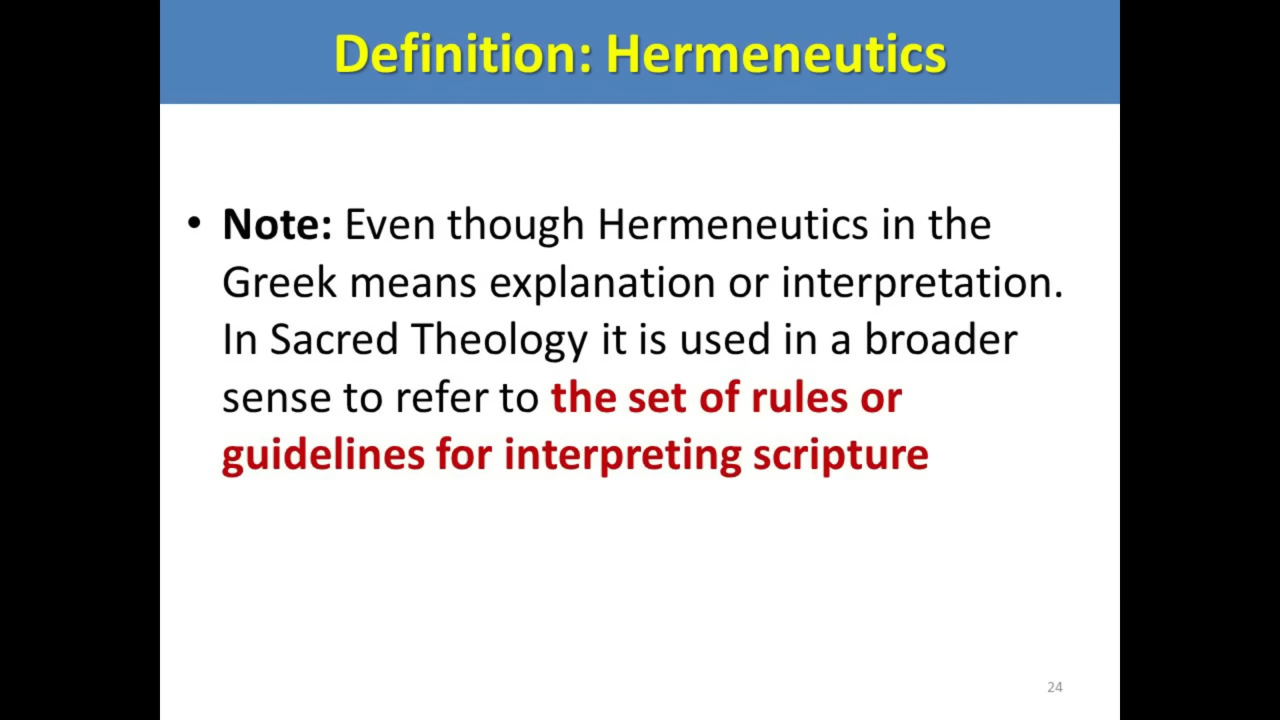 Definition: Hermeneutics
• Note: Even though Hermeneutics in the
Greek means explanation or interpretation.
In Sacred Theology it is used in a broader
sense to refer to the set of rules or
guidelines for interpreting scripture
24